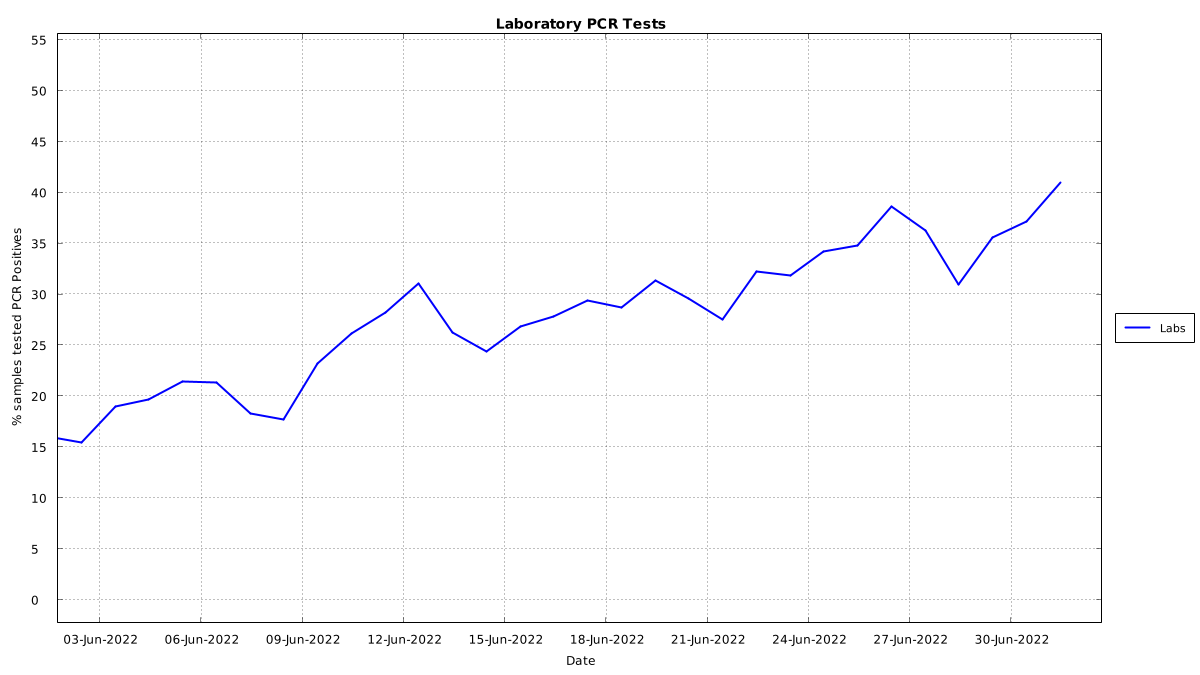 Laboratory PCR Tests
55
50
45
40
35
30
25
20
15
10
5
0
% samples tested PCR Positives
03-Jun-2022 06-Jun-2022 09-Jun-2022 12-Jun-2022 15-Jun-2022 18-Jun-2022 21-Jun-2022 24-Jun-2022 27-Jun-2022 30-Jun-2022
Date
Labs